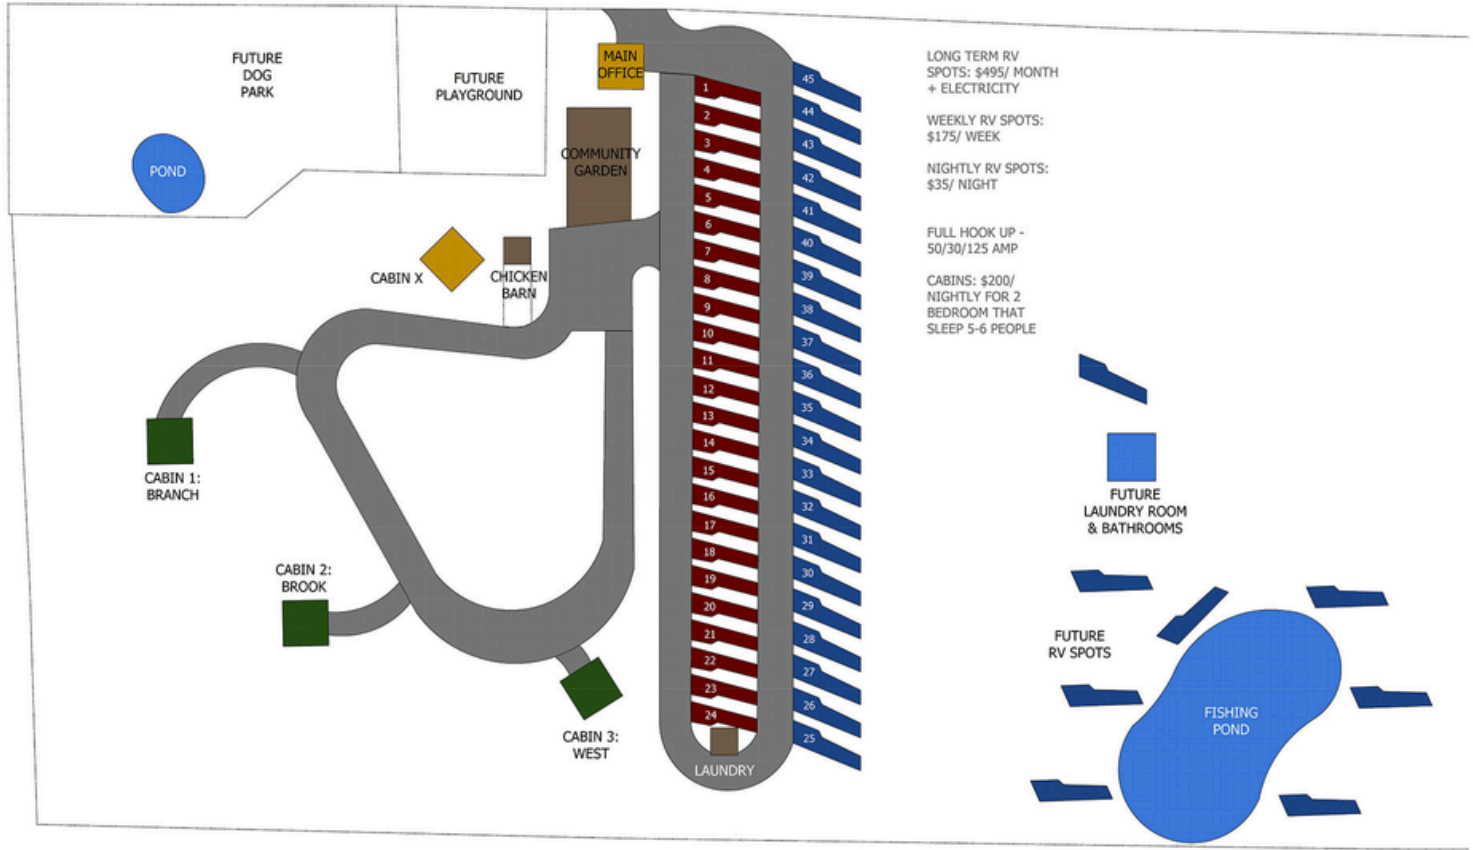 FUTURE
DOG
PARK
POND
FUTURE
PLAYGROUND
MAIN
OFFICE
COMMUNITY
GARDEN
CABIN X
CHICKEN
BARN
CABIN 1:
BRANCH
CABIN 2:
BROOK
CABIN 3:
WEST
1
2
3
4
5
6
7
8
9
10
11
12
13
14
15
16
17
18
19
20
21
22
23
24
LAUNDRY
45
44
43
42
41
40
39
38
37
36
35
34
33
32
31
30
29
28
27
26
25
LONG TERM RV
SPOTS: $495/ MONTH
+ ELECTRICITY
WEEKLY RV SPOTS:
$175/ WEEK
NIGHTLY RV SPOTS:
$35/ NIGHT
FULL HOOK UP -
50/30/125 AMP
CABINS: $200/
NIGHTLY FOR 2
BEDROOM THAT
SLEEP 5-6 PEOPLE
FUTURE
LAUNDRY ROOM
& BATHROOMS
FUTURE
RV SPOTS
FISHING
POND